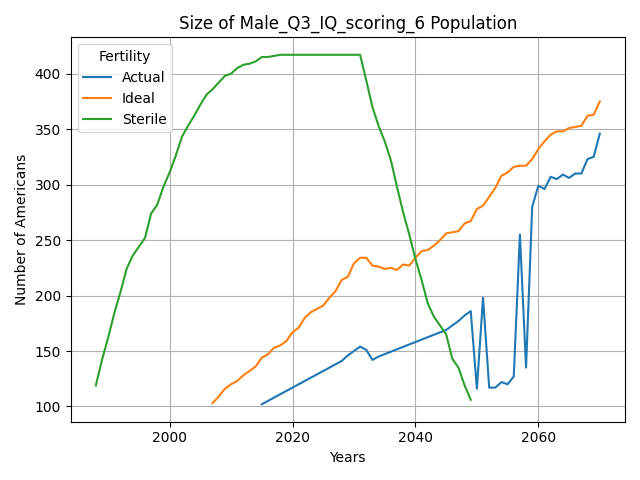 Size of Male_Q3_IQ_scoring_6 Population
Fertility
Actual
Ideal
Sterile
Number of Americans
400
350
300
250
200
150
100
2000
2020
2040
2060
Years